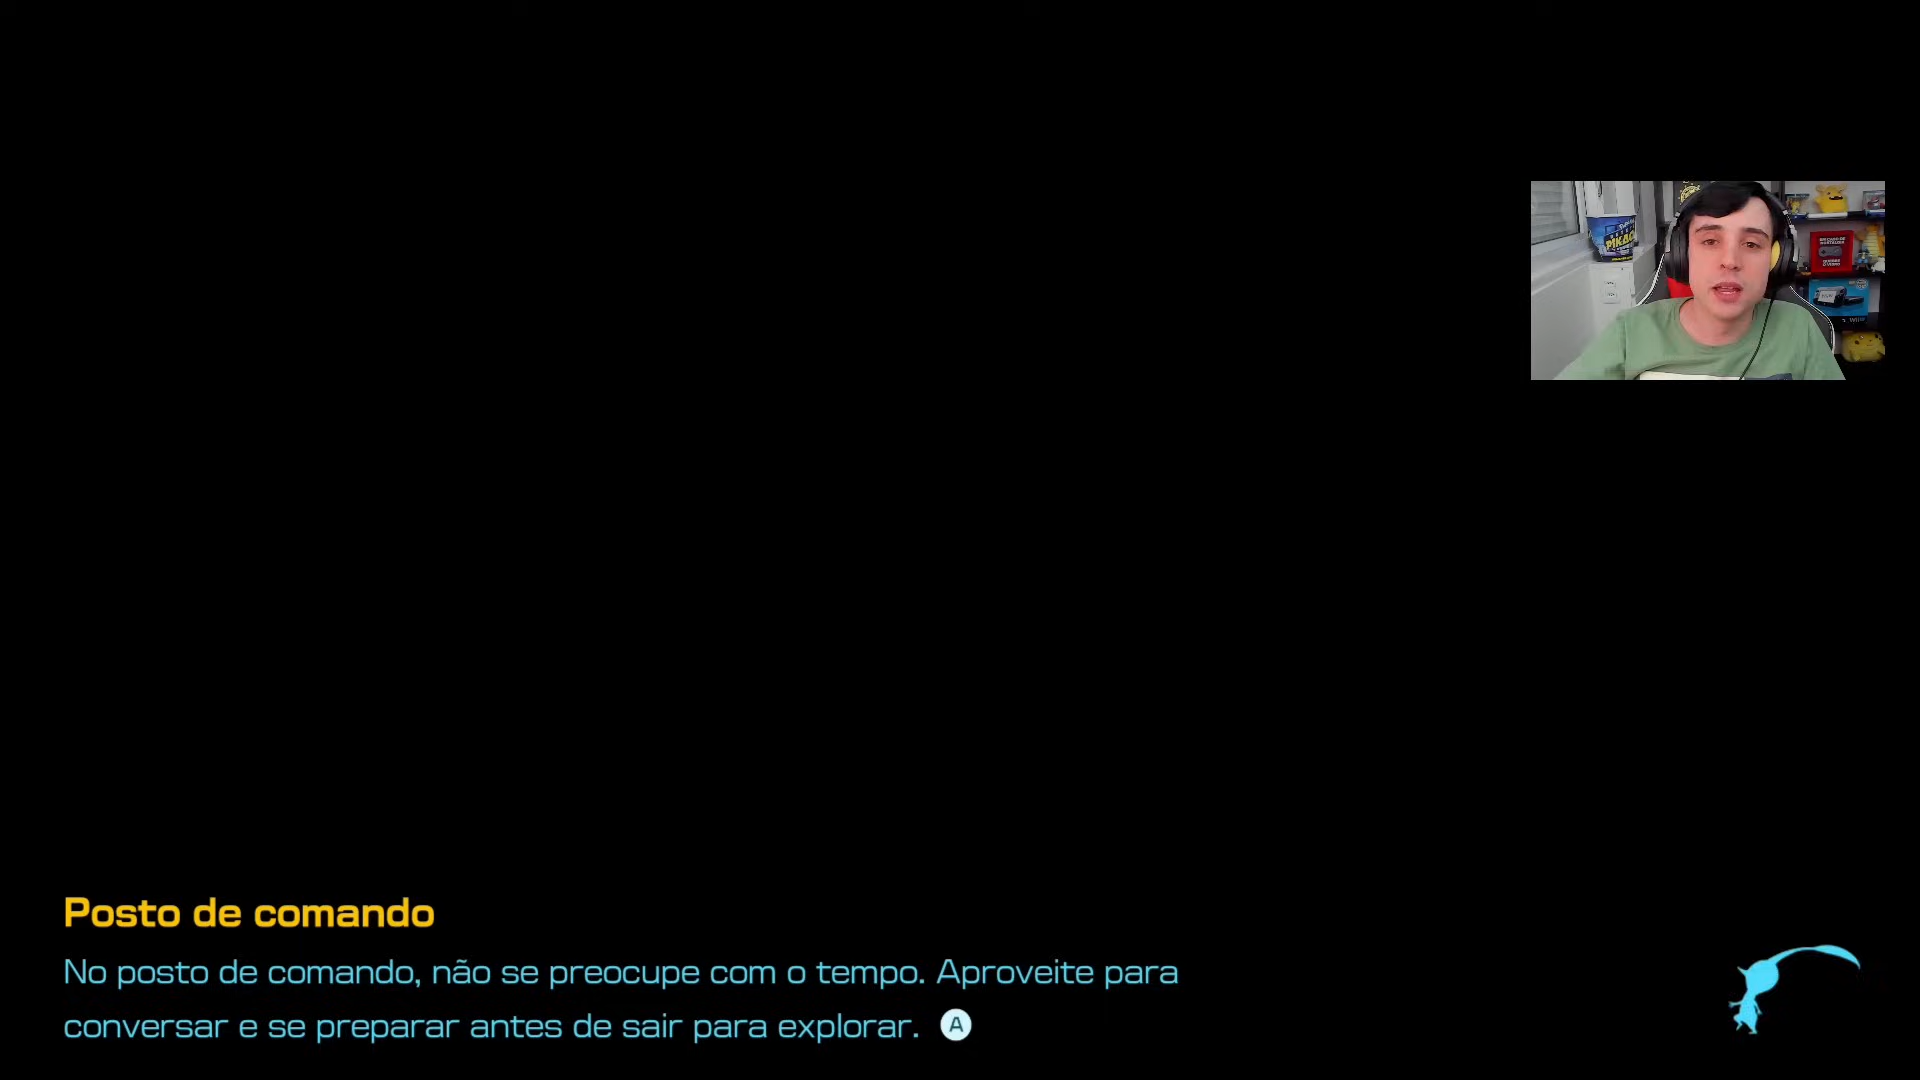 PIKAC
Posto de comando
No posto de comando, não se preocupe com o tempo. Aproveite para
conversar e se preparar antes de sair para explorar. A